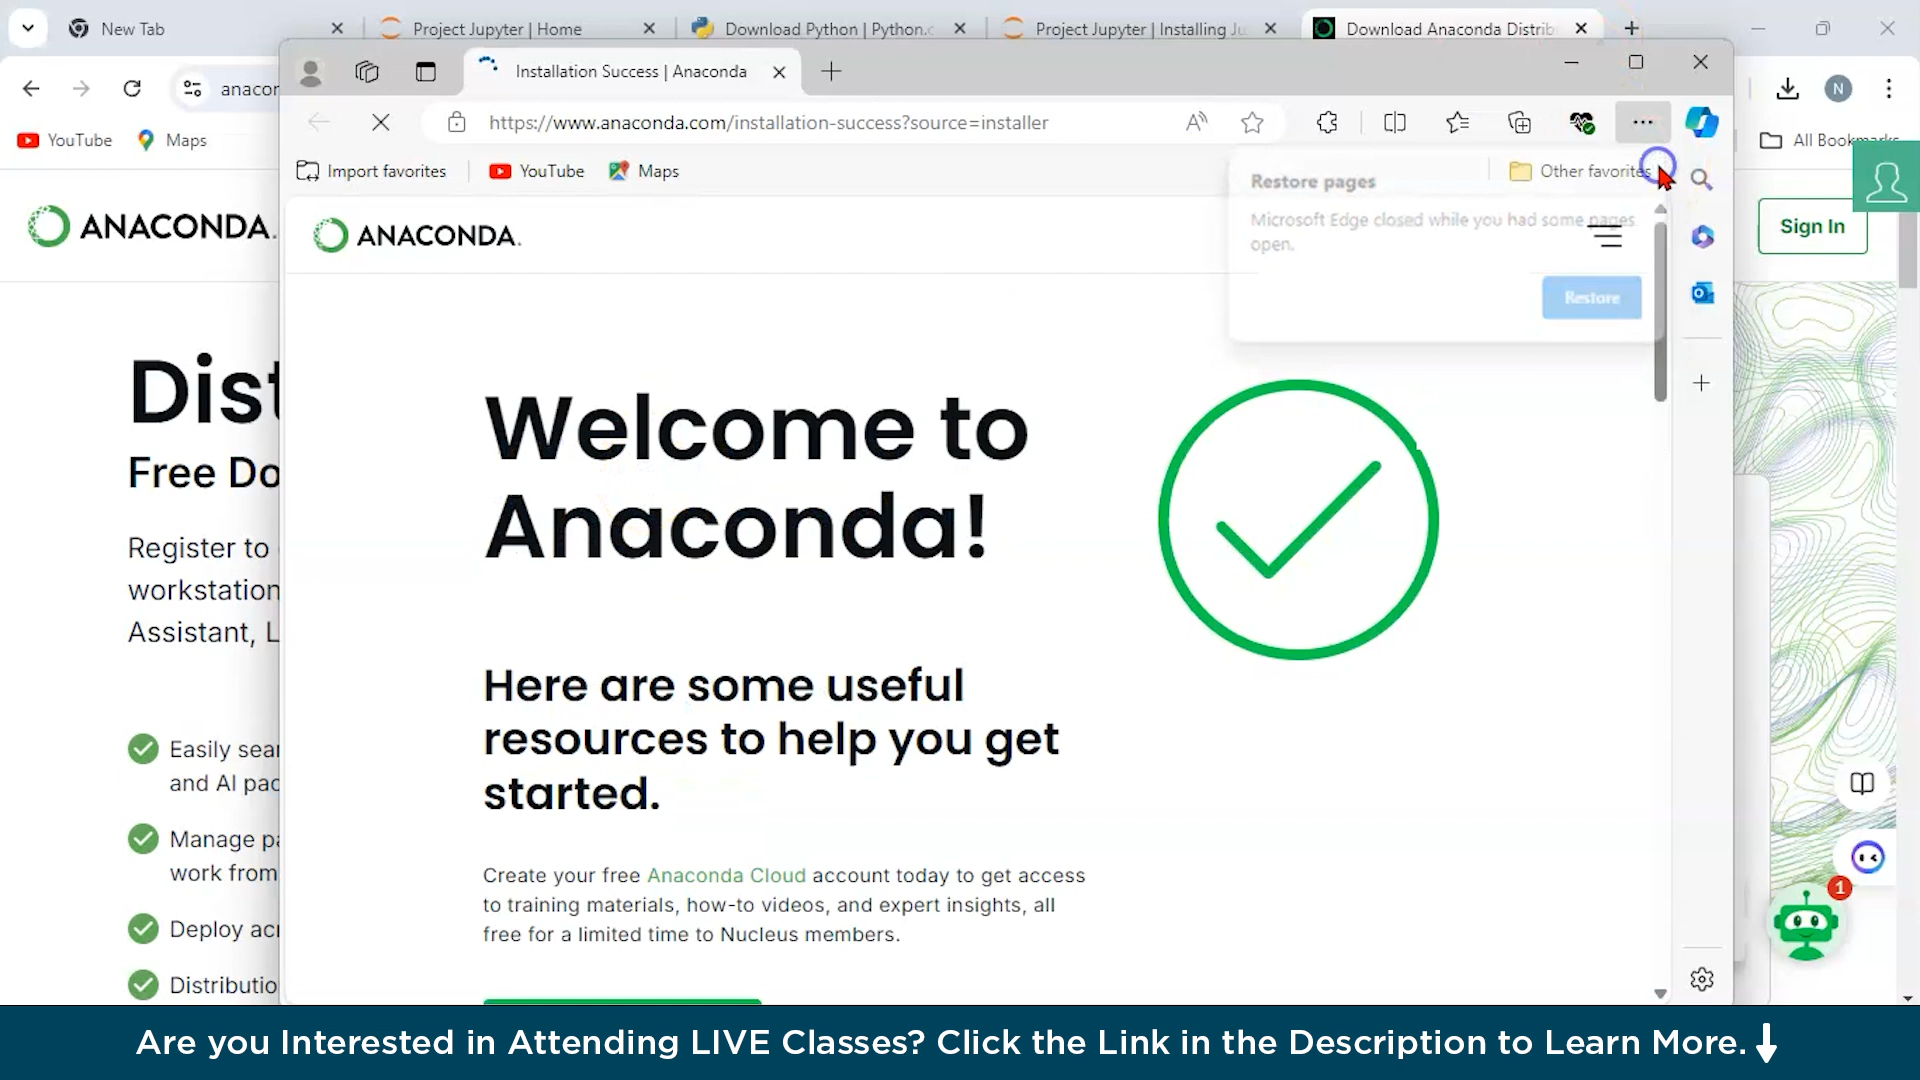 New Tab
Project Jupyter | Home
Download Python | Python.o
Project Jupyter | Installing Ju
Download Anaconda Distrib
Installation Success | Anaconda
anacon
https://www.anaconda.com/installation-success?source=installer
YouTube
Maps
All Bookmarks
Import favorites
YouTube
Maps
Other favorites
Restore pages
Microsoft Edge closed while you had some pages
open.
Restore
ANACONDA.
ANACONDA.
Sign In
Dist
Free Do
Register to
workstation
Assistant, L
Easily sear
and AI pac
Manage pa
work from
Deploy acr
Distributio
Welcome to
Anaconda!
Here are some useful
resources to help you get
started.
Create your free Anaconda Cloud account today to get access
to training materials, how-to videos, and expert insights, all
free for a limited time to Nucleus members.
N
1
Are you Interested in Attending LIVE Classes? Click the Link in the Description to Learn More.